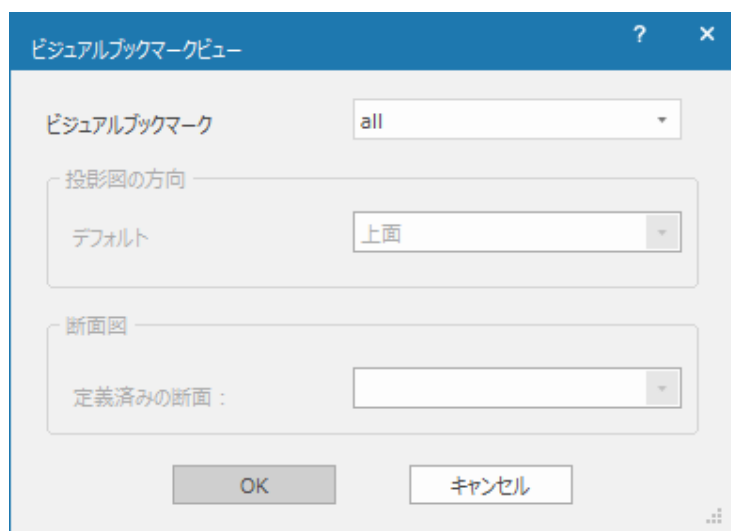 ビジュアルブックマークビュー
? ×
ビジュアルブックマーク all
投影図の方向
デフォルト 上面
断面図
定義済みの断面：
OK キャンセル